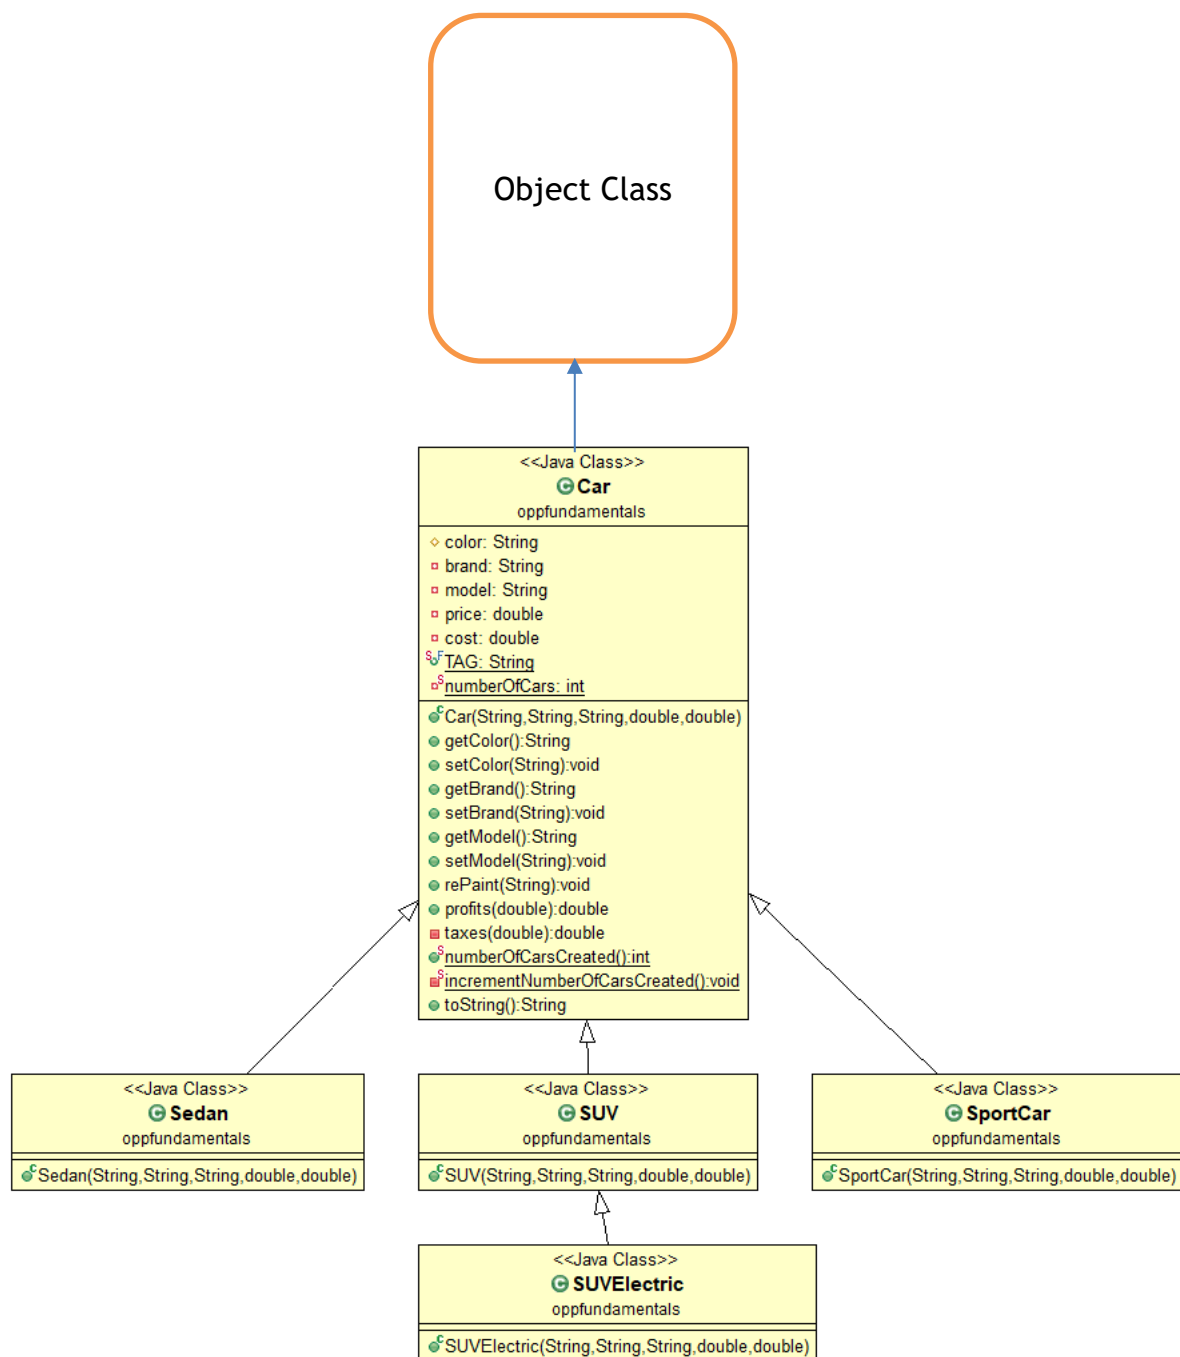 Object Class
<<Java Class>>
Car
oppfundamentals
color: String
brand: String
model: String
price: double
cost: double
TAG: String
numberOfCars: int
Car(String,String,String,double,double)
getColor():String
setColor(String):void
getBrand():String
setBrand(String):void
getModel():String
setModel(String):void
rePaint(String):void
profits(double):double
taxes(double):double
numberOfCarsCreated():int
incrementNumberOfCarsCreated():void
toString():String
<<Java Class>>
Sedan
oppfundamentals
Sedan(String,String,String,double,double)
<<Java Class>>
SUV
oppfundamentals
SUV(String,String,String,double,double)
<<Java Class>>
SportCar
oppfundamentals
SportCar(String,String,String,double,double)
<<Java Class>>
SUVElectric
oppfundamentals
SUVElectric(String,String,String,double,double)